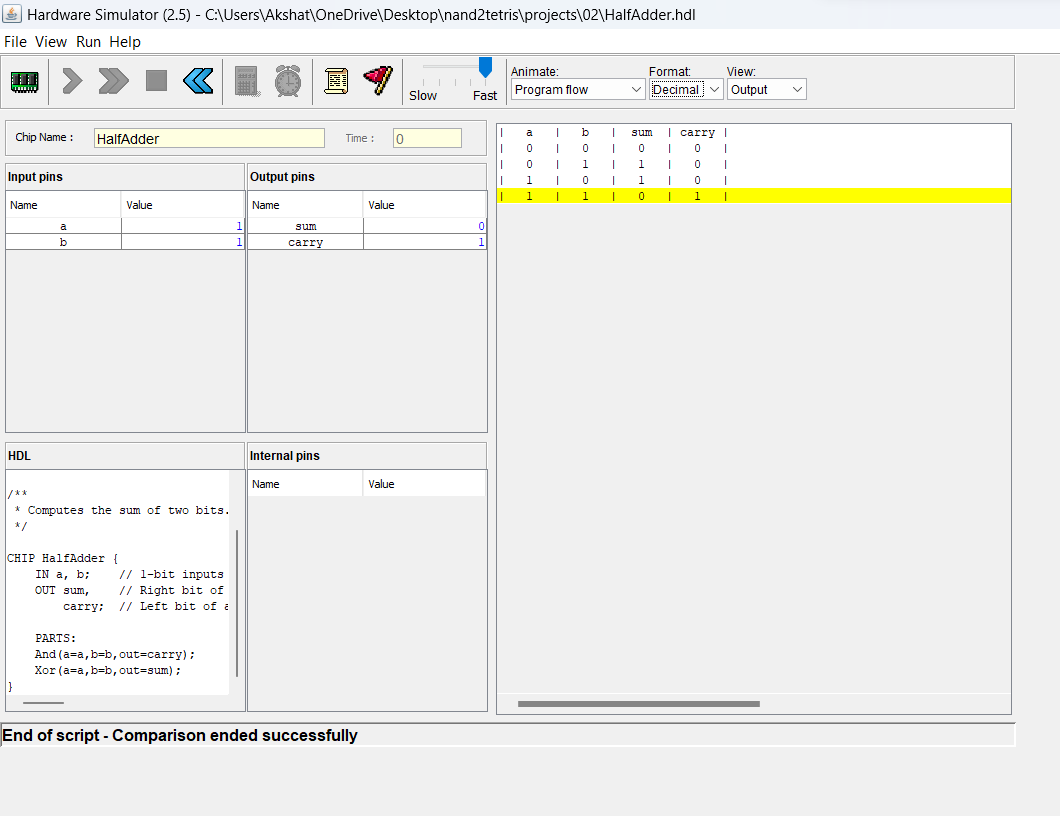 Hardware Simulator (2.5) - C:\Users\Akshat\OneDrive\Desktop\nand2tetris\projects\02\HalfAdder.hdl
File View Run Help
Slow Fast
Animate: Format: View:
Program flow Decimal Output
Chip Name : HalfAdder Time : 0
Input pins
Name Value
a 1
b 1
Output pins
Name Value
sum 0
carry 1
HDL
/**
 * Computes the sum of two bits.
 */
CHIP HalfAdder {
    IN a, b;    // 1-bit inputs
    OUT sum,    // Right bit of
        carry;  // Left bit of a
    PARTS:
    And(a=a,b=b,out=carry);
    Xor(a=a,b=b,out=sum);
}
Internal pins
Name Value
| a | b | sum | carry |
| 0 | 0 | 0 | 0 |
| 0 | 1 | 1 | 0 |
| 1 | 0 | 1 | 0 |
| 1 | 1 | 0 | 1 |
End of script - Comparison ended successfully